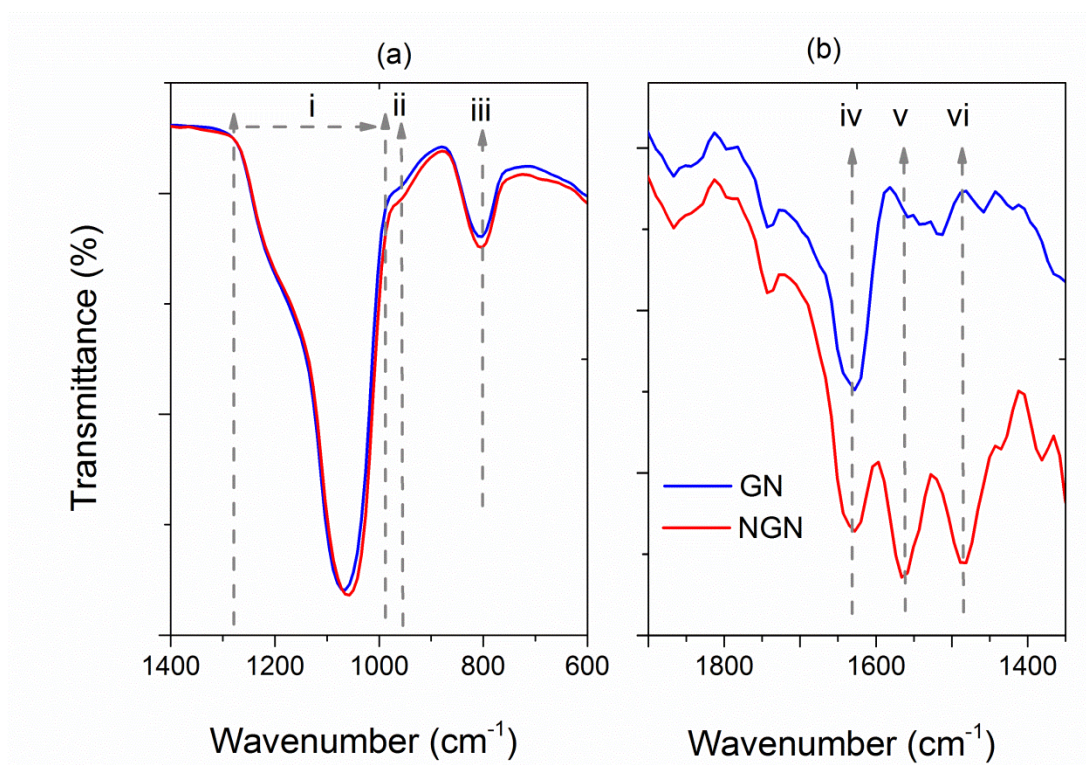 (a)
(b)
i
ii
iii
iv
v
vi
Transmittance (%)
GN
NGN
1400
1200
1000
800
600
1800
1600
1400
Wavenumber (cm⁻¹)
Wavenumber (cm⁻¹)